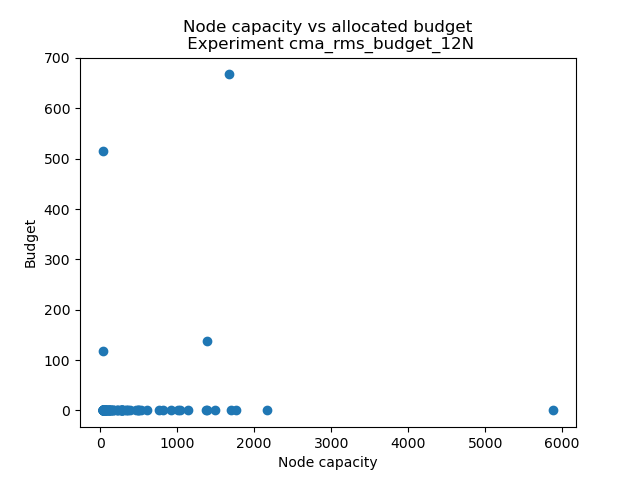 Node capacity vs allocated budget
Experiment cma_rms_budget_12N
700
600
500
400
300
200
100
0
Budget
0 1000 2000 3000 4000 5000 6000
Node capacity